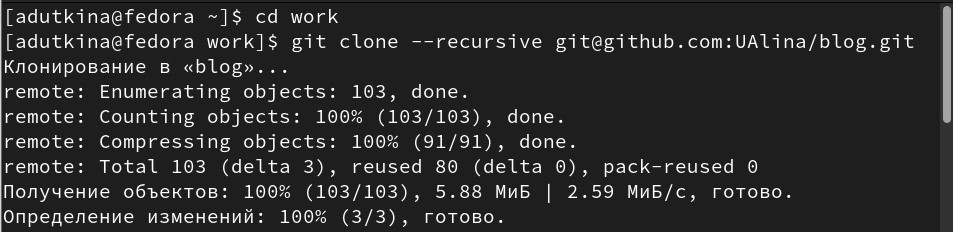 [adutkina@fedora ~]$ cd work
[adutkina@fedora work]$ git clone --recursive git@github.com:UAlina/blog.git
Клонирование в «blog»...
remote: Enumerating objects: 103, done.
remote: Counting objects: 100% (103/103), done.
remote: Compressing objects: 100% (91/91), done.
remote: Total 103 (delta 3), reused 80 (delta 0), pack-reused 0
Получение объектов: 100% (103/103), 5.88 МиБ | 2.59 МиБ/с, готово.
Определение изменений: 100% (3/3), готово.